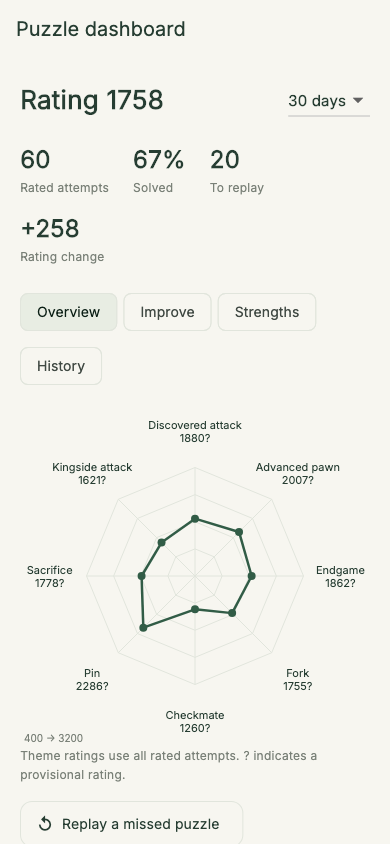 Puzzle dashboard
Rating 1758
30 days
60
67%
20
Rated attempts
Solved
To replay
+258
Rating change
Overview
Improve
Strengths
History
Discovered attack
1880?
Kingside attack
1621?
Advanced pawn
2007?
Sacrifice
1778?
Endgame
1862?
Pin
2286?
Fork
1755?
Checkmate
1260?
400 → 3200
Theme ratings use all rated attempts. ? indicates a
provisional rating.
Replay a missed puzzle